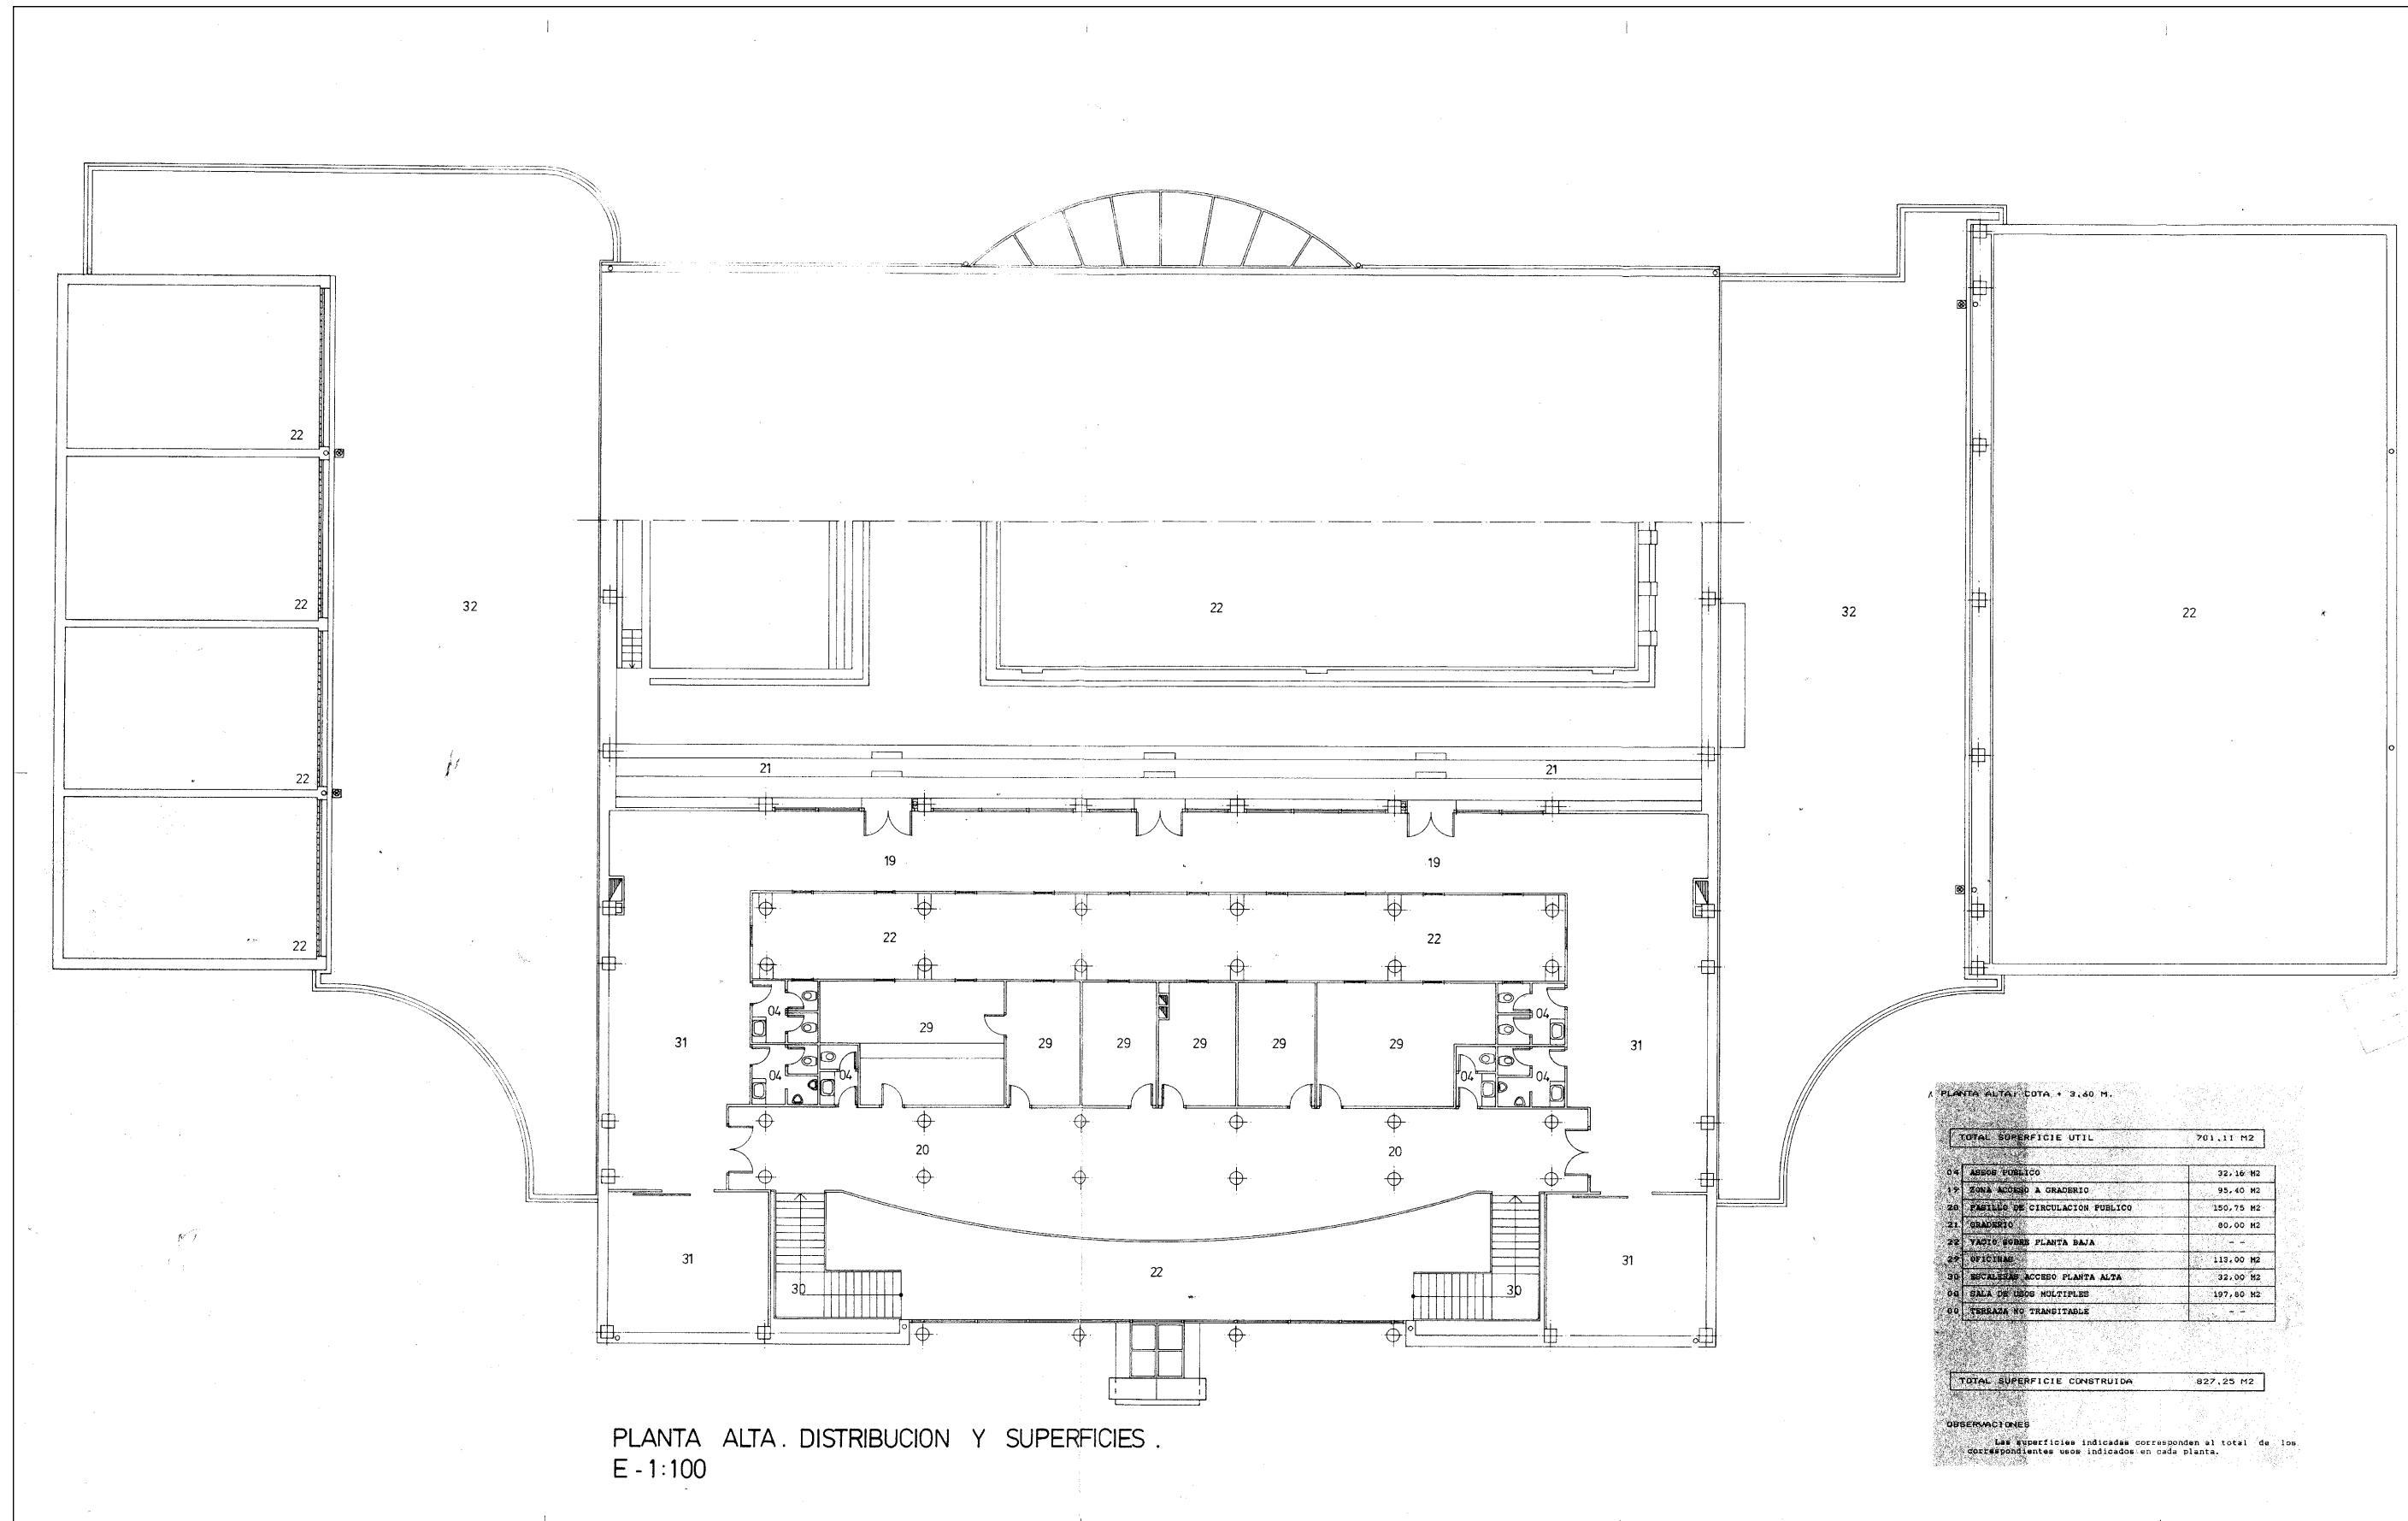 22
22
32
22
32
22
22
21
21
19
19
22
22
22
04
29
04
31
29
29
29
29
29
31
04
04
04
04
20
20
31
31
22
30
30
PLANTA ALTA. COTA + 3,60 M.
TOTAL SUPERFICIE UTIL 701,11 M2
04 ASEOS PUBLICO 32,16 M2
19 ZONA ACCESO A GRADERIO 95,40 M2
20 PASILLO DE CIRCULACION PUBLICO 150,75 M2
21 GRADERIO 80,00 M2
22 VACIO SOBRE PLANTA BAJA - -
29 OFICINAS 113,00 M2
30 ESCALERAS ACCESO PLANTA ALTA 32,00 M2
SALA DE USOS MULTIPLES 197,80 M2
TERRAZA NO TRANSITABLE - -
TOTAL SUPERFICIE CONSTRUIDA 827,25 M2
OBSERVACIONES
Las superficies indicadas corresponden al total de los
correspondientes usos indicados en cada planta.
PLANTA ALTA. DISTRIBUCION Y SUPERFICIES.
E-1:100